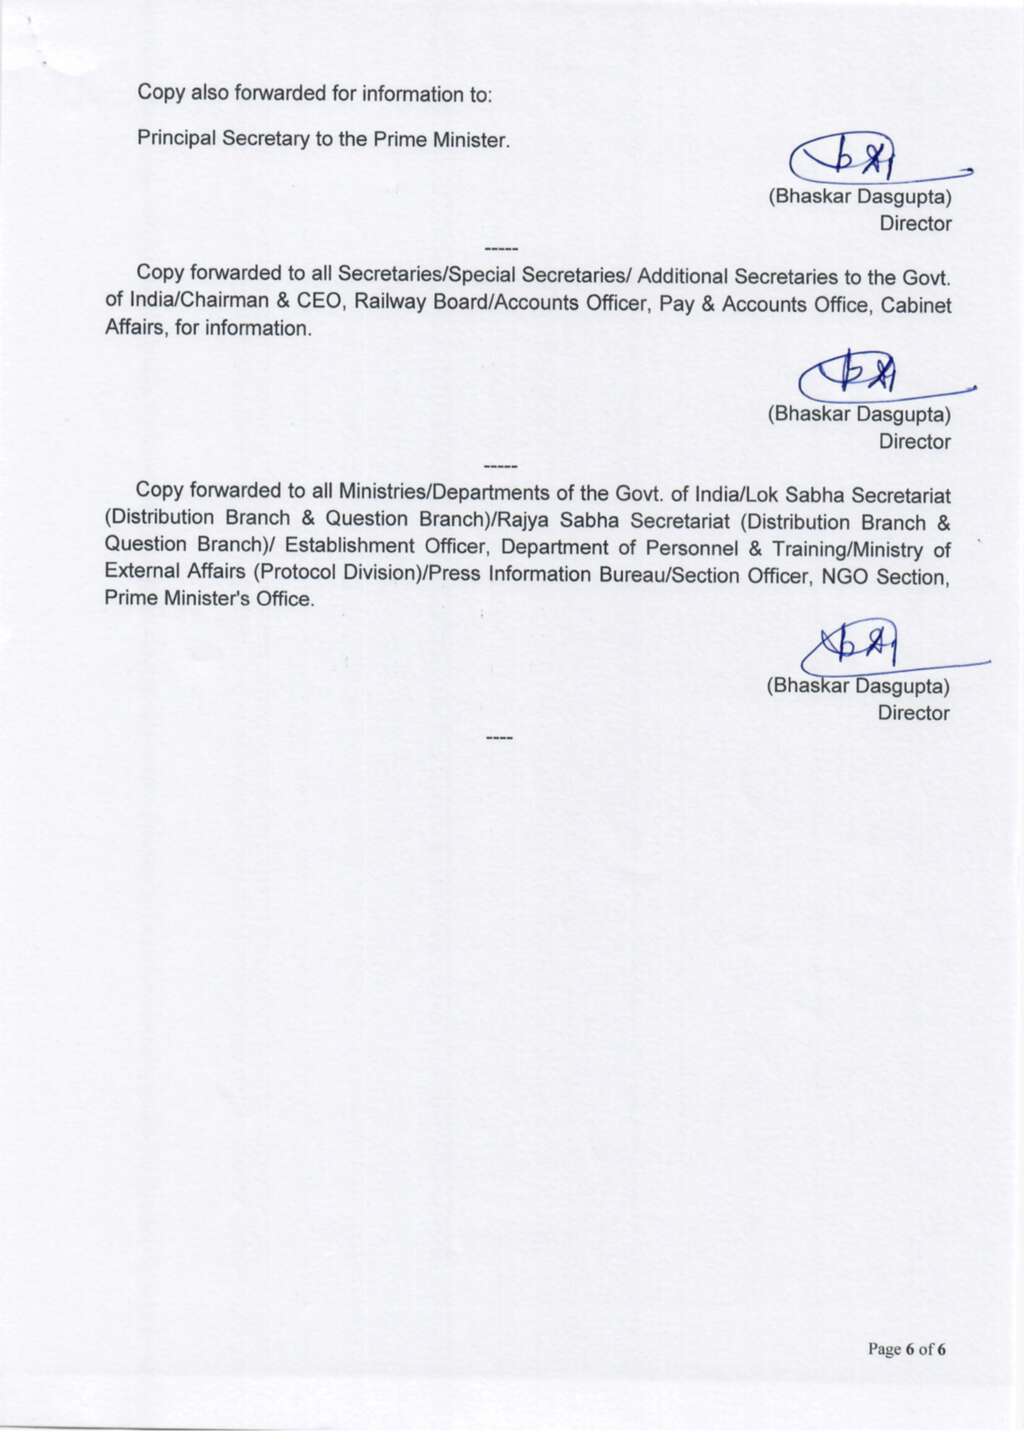 Copy also forwarded for information to:
Principal Secretary to the Prime Minister.
(Bhaskar Dasgupta)
Director
-----
Copy forwarded to all Secretaries/Special Secretaries/ Additional Secretaries to the Govt.
of India/Chairman & CEO, Railway Board/Accounts Officer, Pay & Accounts Office, Cabinet
Affairs, for information.
(Bhaskar Dasgupta)
Director
-----
Copy forwarded to all Ministries/Departments of the Govt. of India/Lok Sabha Secretariat
(Distribution Branch & Question Branch)/Rajya Sabha Secretariat (Distribution Branch &
Question Branch)/ Establishment Officer, Department of Personnel & Training/Ministry of
External Affairs (Protocol Division)/Press Information Bureau/Section Officer, NGO Section,
Prime Minister's Office.
(Bhaskar Dasgupta)
Director
----
Page 6 of 6